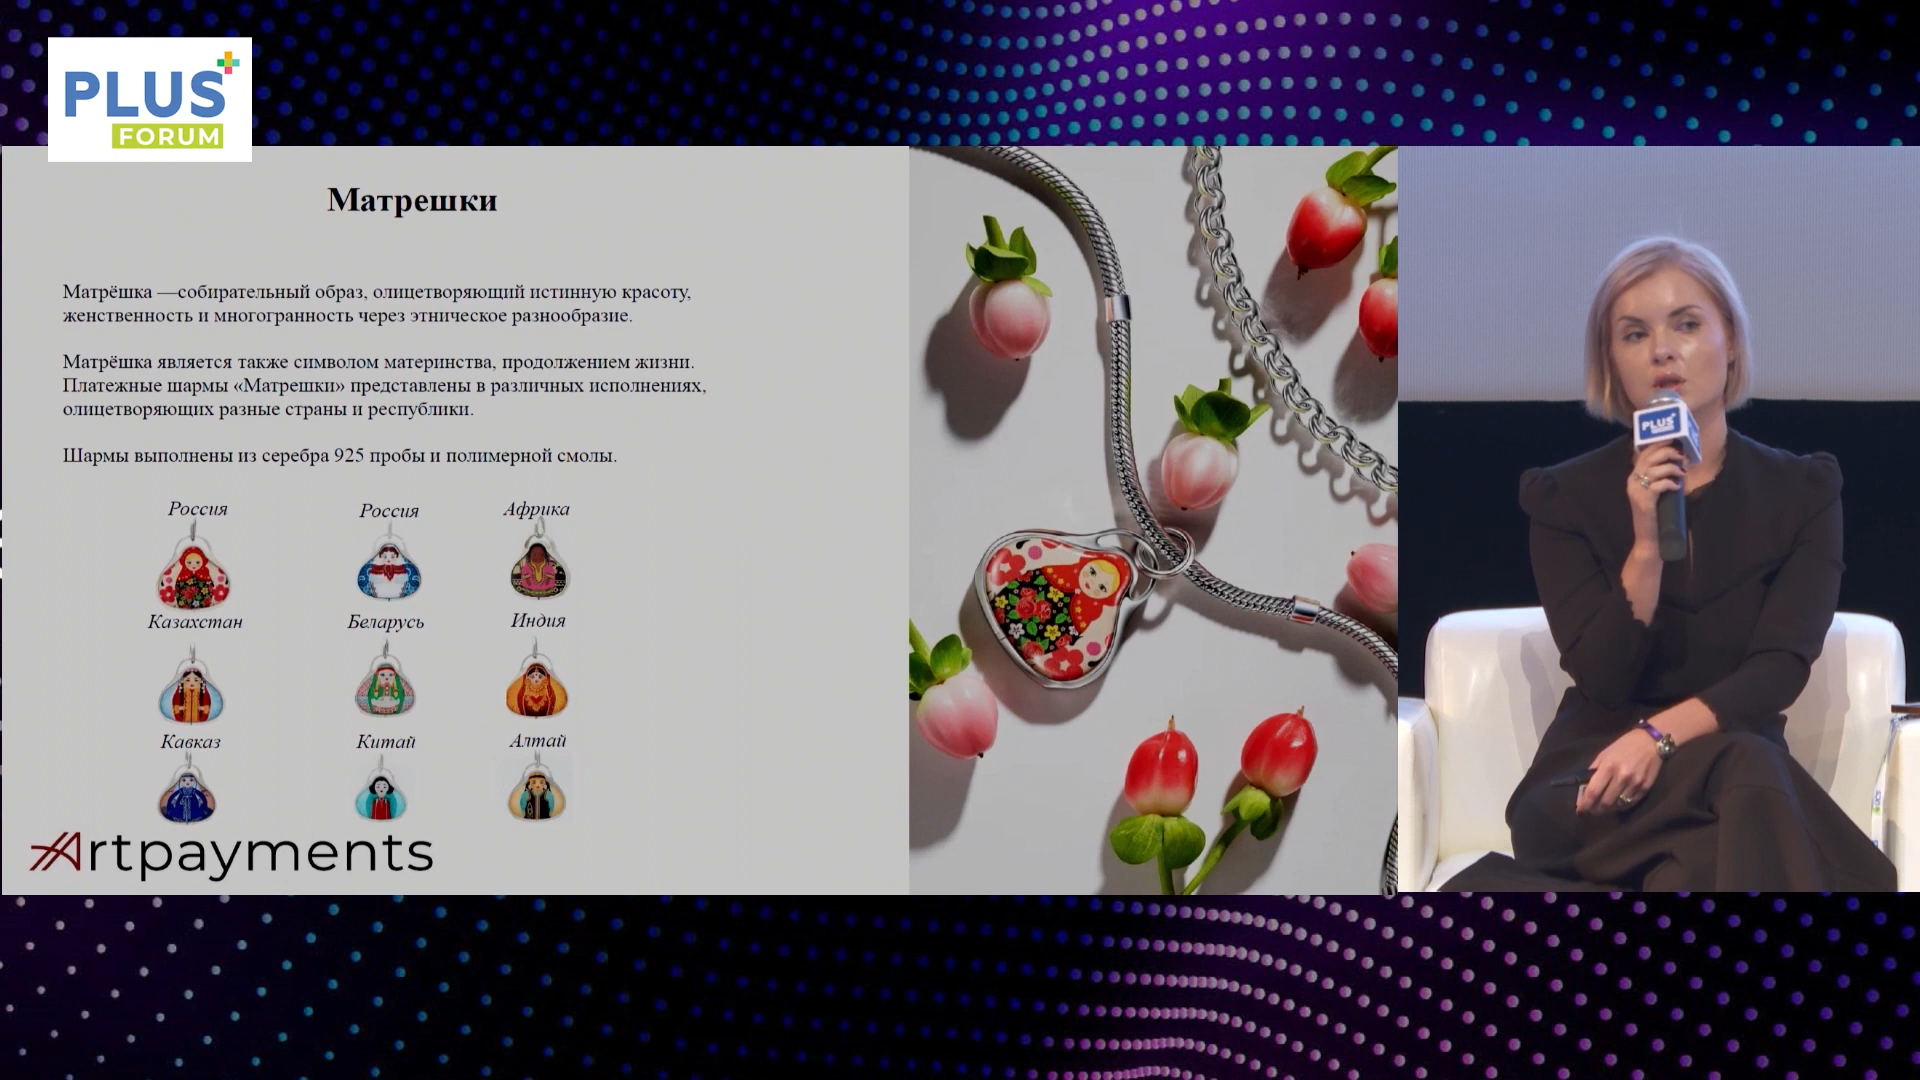 PLUS
FORUM
Матрешки
Матрёшка —собирательный образ, олицетворяющий истинную красоту,
женственность и многогранность через этническое разнообразие.
Матрёшка является также символом материнства, продолжением жизни.
Платежные шармы «Матрешки» представлены в различных исполнениях,
олицетворяющих разные страны и республики.
Шармы выполнены из серебра 925 пробы и полимерной смолы.
Россия Россия Африка
Казахстан Беларусь Индия
Кавказ Китай Алтай
Artpayments
PLUS